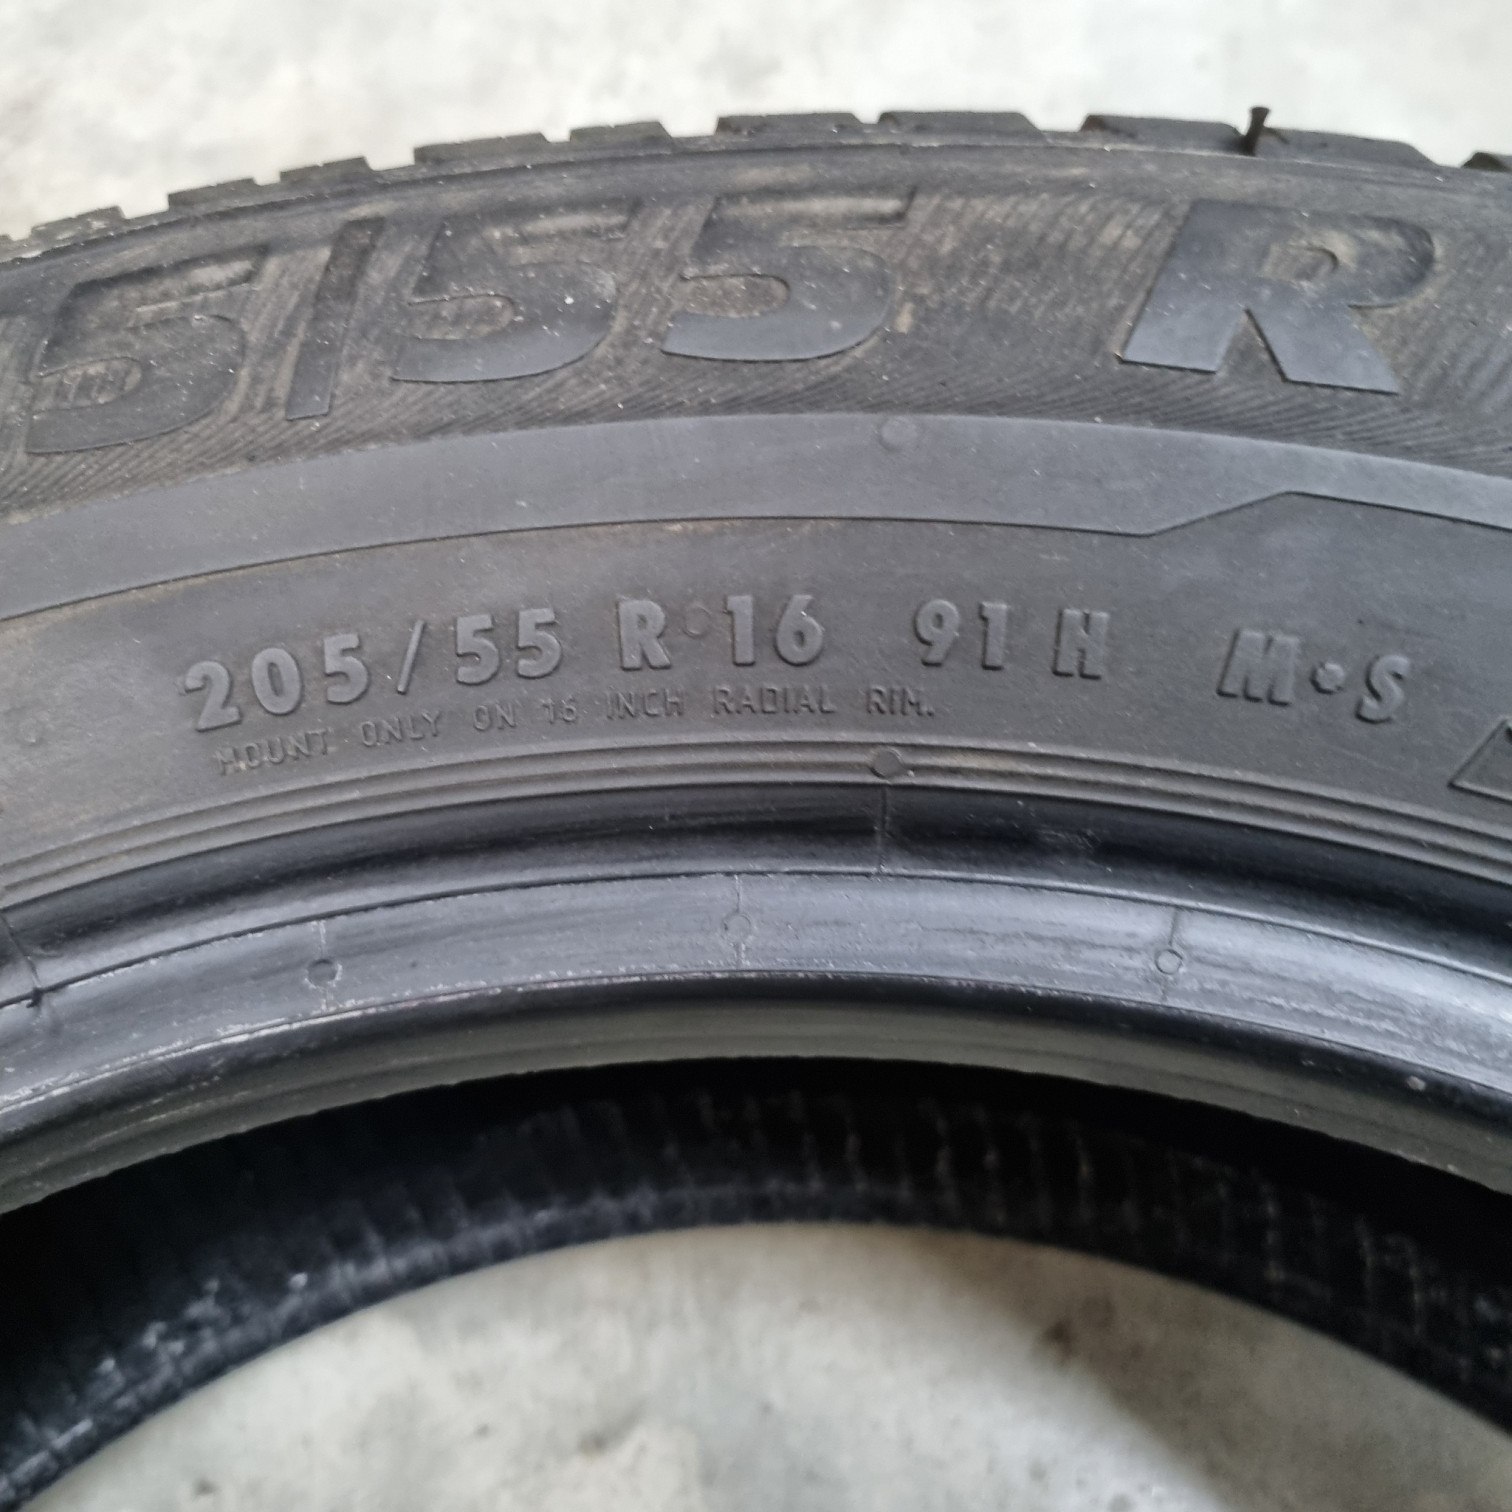 5/55 R
205/55 R 16 91 H M•S
MOUNT ONLY ON 16 INCH RADIAL RIM.